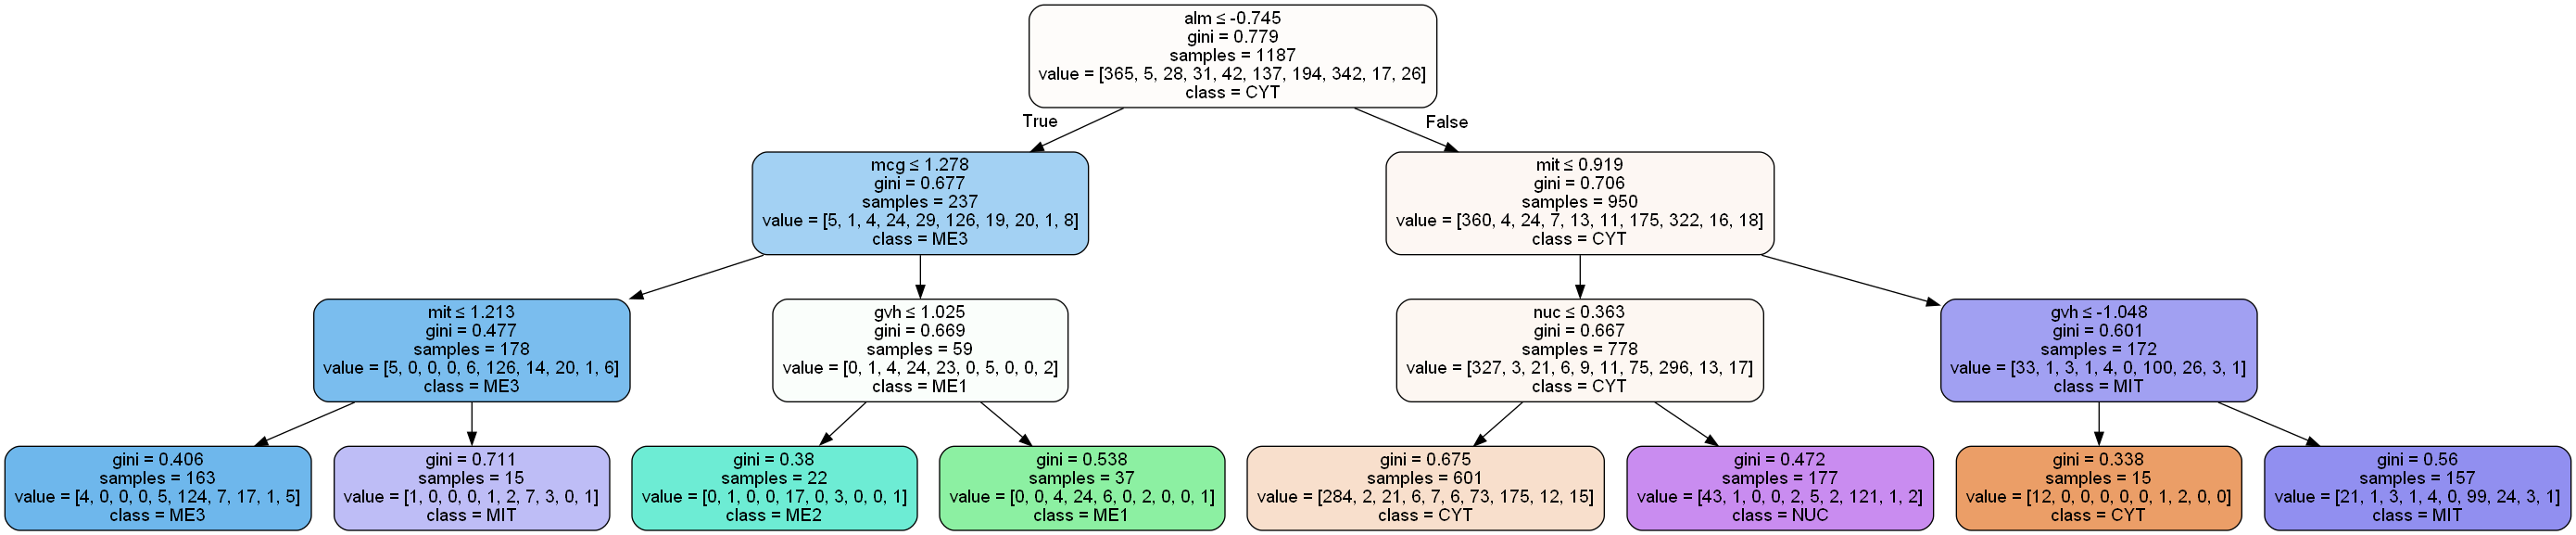 alm ≤ -0.745
gini = 0.779
samples = 1187
value = [365, 5, 28, 31, 42, 137, 194, 342, 17, 26]
class = CYT
True
False
mcg ≤ 1.278
gini = 0.677
samples = 237
value = [5, 1, 4, 24, 29, 126, 19, 20, 1, 8]
class = ME3
mit ≤ 0.919
gini = 0.706
samples = 950
value = [360, 4, 24, 7, 13, 11, 175, 322, 16, 18]
class = CYT
mit ≤ 1.213
gini = 0.477
samples = 178
value = [5, 0, 0, 0, 6, 126, 14, 20, 1, 6]
class = ME3
gvh ≤ 1.025
gini = 0.669
samples = 59
value = [0, 1, 4, 24, 23, 0, 5, 0, 0, 2]
class = ME1
nuc ≤ 0.363
gini = 0.667
samples = 778
value = [327, 3, 21, 6, 9, 11, 75, 296, 13, 17]
class = CYT
gvh ≤ -1.048
gini = 0.601
samples = 172
value = [33, 1, 3, 1, 4, 0, 100, 26, 3, 1]
class = MIT
gini = 0.406
samples = 163
value = [4, 0, 0, 0, 5, 124, 7, 17, 1, 5]
class = ME3
gini = 0.711
samples = 15
value = [1, 0, 0, 0, 1, 2, 7, 3, 0, 1]
class = MIT
gini = 0.38
samples = 22
value = [0, 1, 0, 0, 17, 0, 3, 0, 0, 1]
class = ME2
gini = 0.538
samples = 37
value = [0, 0, 4, 24, 6, 0, 2, 0, 0, 1]
class = ME1
gini = 0.675
samples = 601
value = [284, 2, 21, 6, 7, 6, 73, 175, 12, 15]
class = CYT
gini = 0.472
samples = 177
value = [43, 1, 0, 0, 2, 5, 2, 121, 1, 2]
class = NUC
gini = 0.338
samples = 15
value = [12, 0, 0, 0, 0, 0, 1, 2, 0, 0]
class = CYT
gini = 0.56
samples = 157
value = [21, 1, 3, 1, 4, 0, 99, 24, 3, 1]
class = MIT